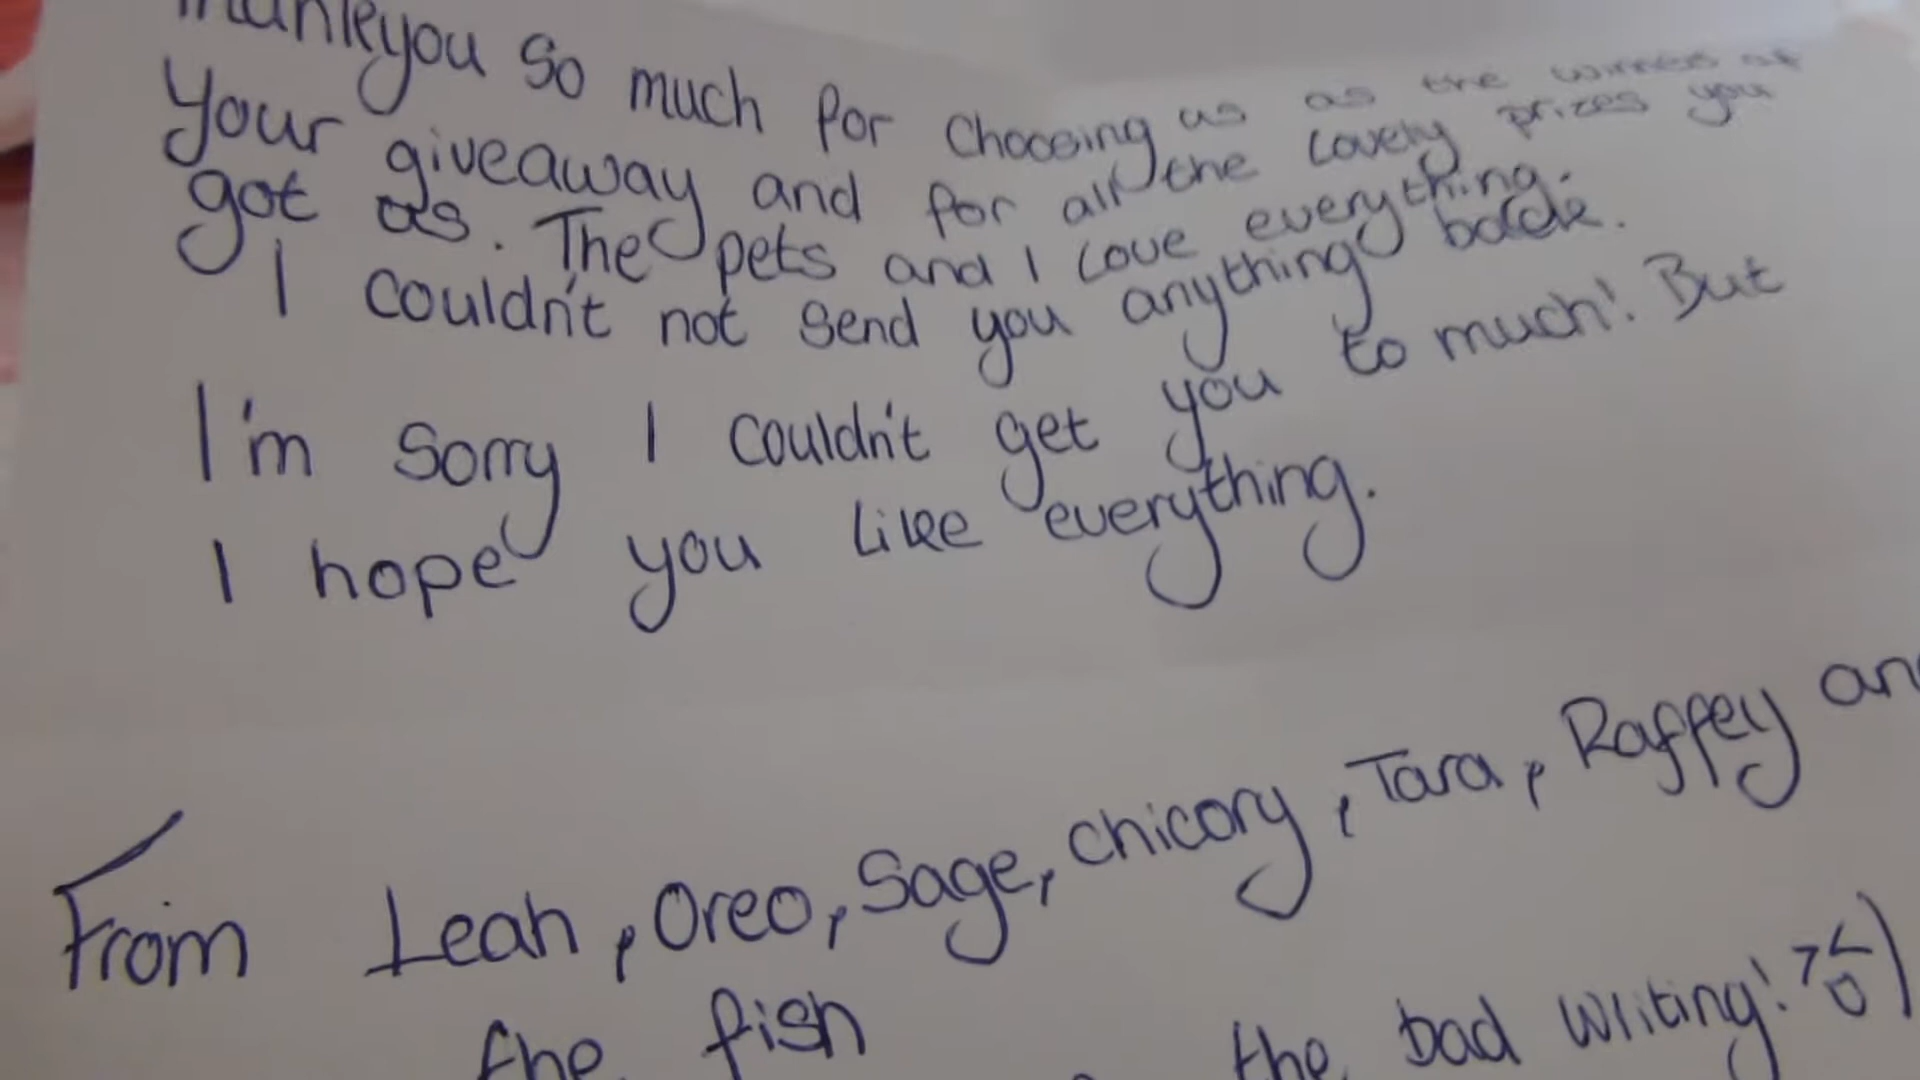 Thankyou so much for choosing us as the winners of
your giveaway and for all the lovely prizes you
got us. The pets and I love everything.
I couldn't not send you anything back.
I'm sorry I couldn't get you to much! But
I hope you like everything.
From Leah, Oreo, Sage, chicory, Tara, Raffey and
the fish
the bad writing!